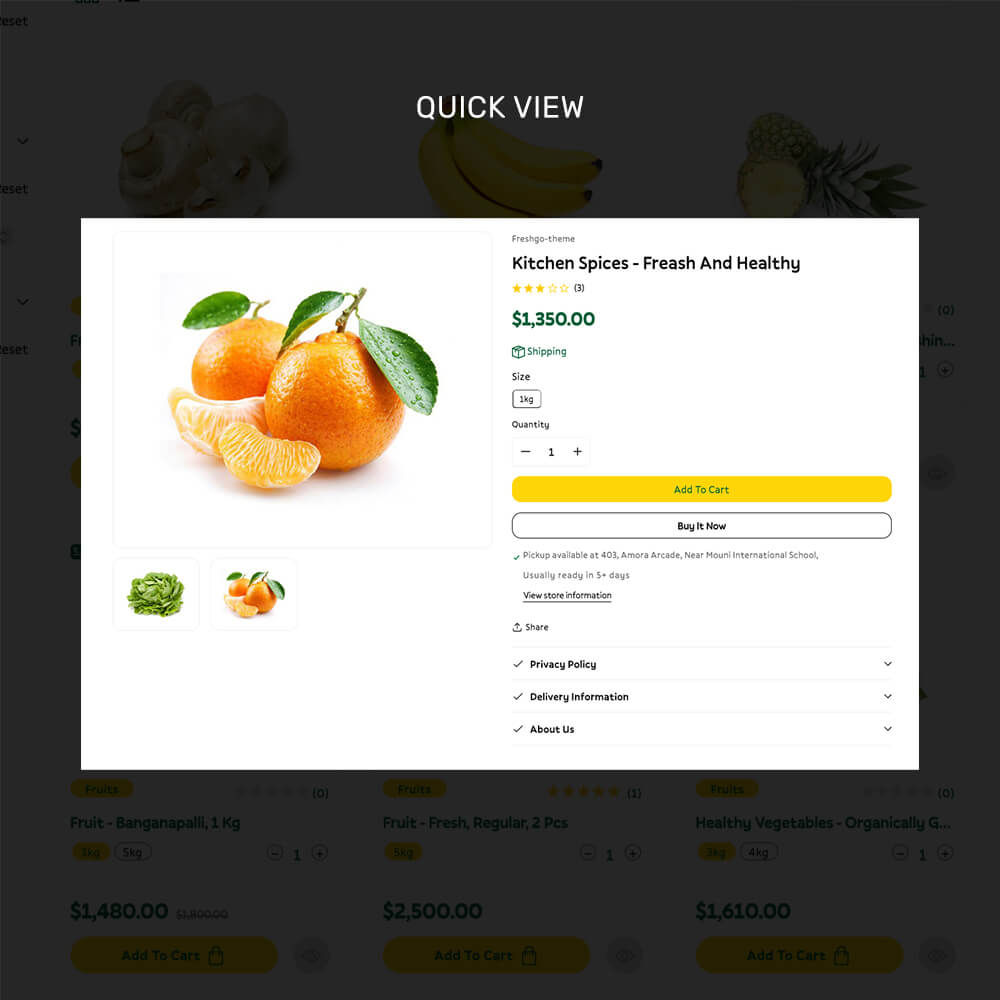 eset
QUICK VIEW
eset
Freshgo-theme
Kitchen Spices - Freash And Healthy
(3)
$1,350.00
Shipping
Size
1kg
Quantity
1
Add To Cart
Buy It Now
Pickup available at 403, Amora Arcade, Near Mouni International School,
Usually ready in 5+ days
View store information
Share
Privacy Policy
Delivery Information
About Us
(0)
hin...
1
eset
$
Fruits (0)
Fruits (1)
Fruits (0)
Fruit - Banganapalli, 1 Kg
Fruit - Fresh, Regular, 2 Pcs
Healthy Vegetables - Organically G...
3kg 5kg 1
5kg 1
3kg 4kg 1
$1,480.00 $1,800.00
$2,500.00
$1,610.00
Add To Cart
Add To Cart
Add To Cart